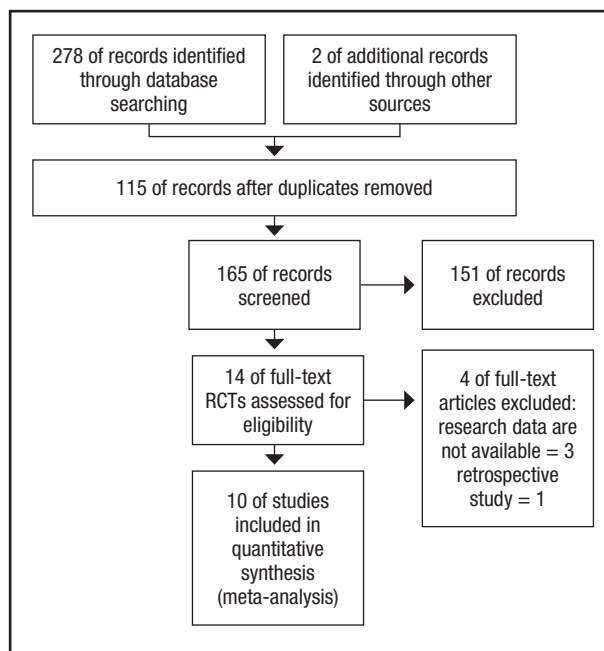 278 of records identified
through database
searching
2 of additional records
identified through other
sources
115 of records after duplicates removed
165 of records
screened
151 of records
excluded
14 of full-text
RCTs assessed for
eligibility
4 of full-text
articles excluded:
research data are
not available = 3
retrospective
study = 1
10 of studies
included in
quantitative
synthesis
(meta-analysis)